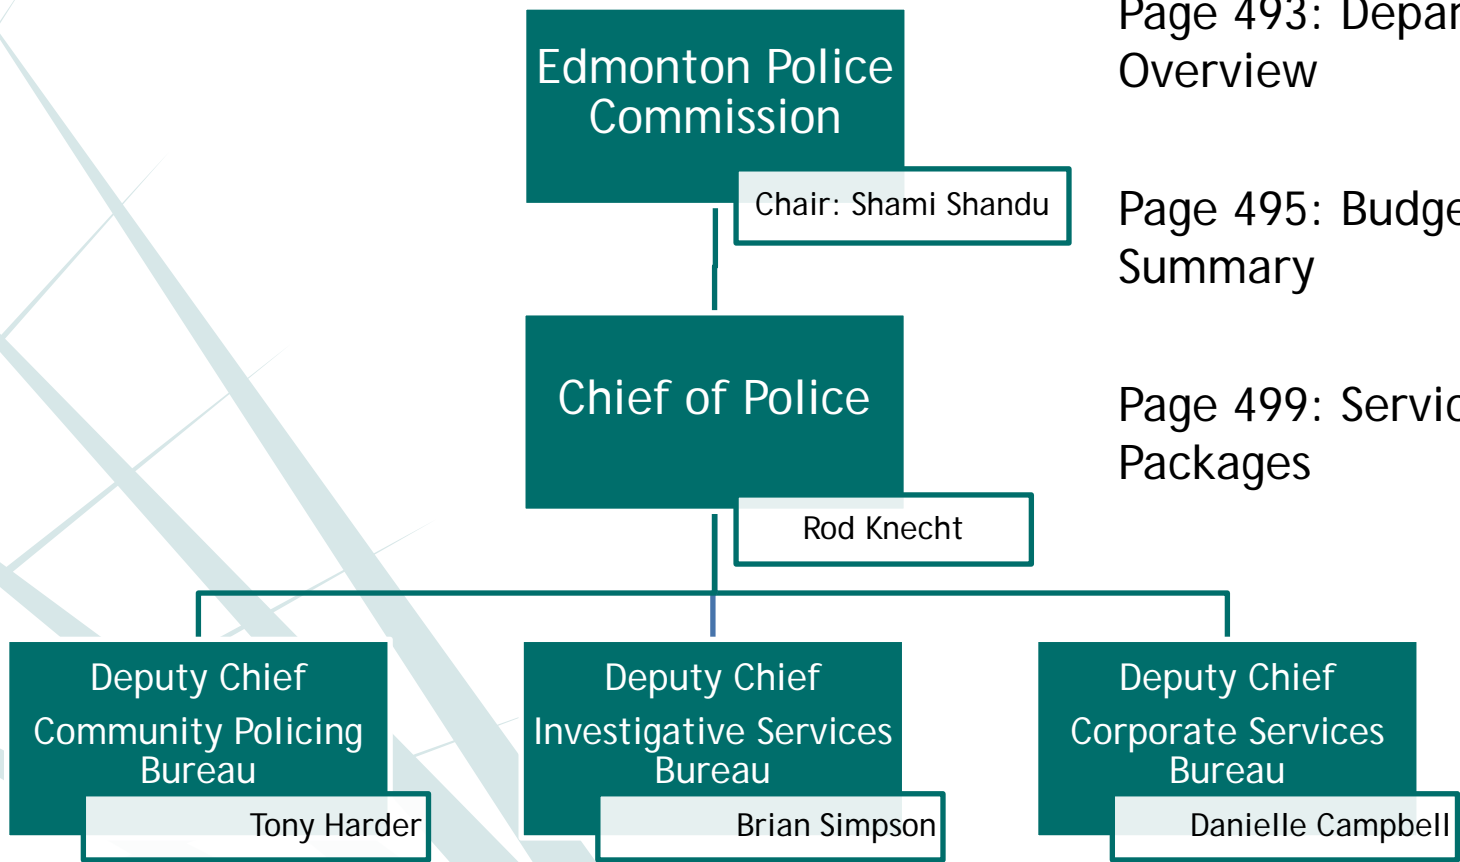 Edmonton Police
Commission
Chair: Shami Shandu
Chief of Police
Rod Knecht
Deputy Chief
Community Policing
Bureau
Tony Harder
Deputy Chief
Investigative Services
Bureau
Brian Simpson
Deputy Chief
Corporate Services
Bureau
Danielle Campbell
Page 493:
Overview
Page 495:
Summary
Page 499:
Packages